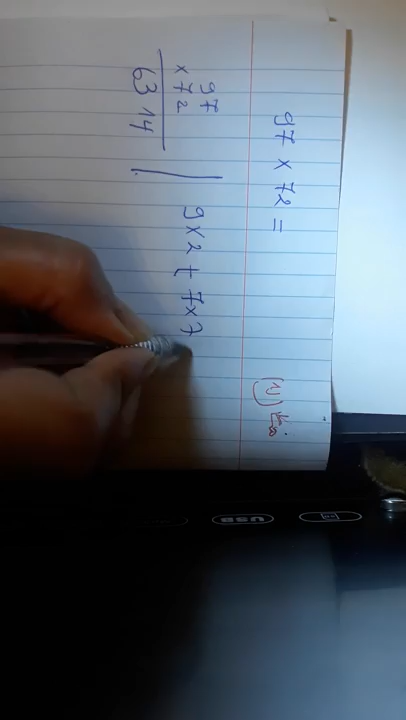 97 × 72 =
97
× 72
63 14
9×2 + 7×7
USB